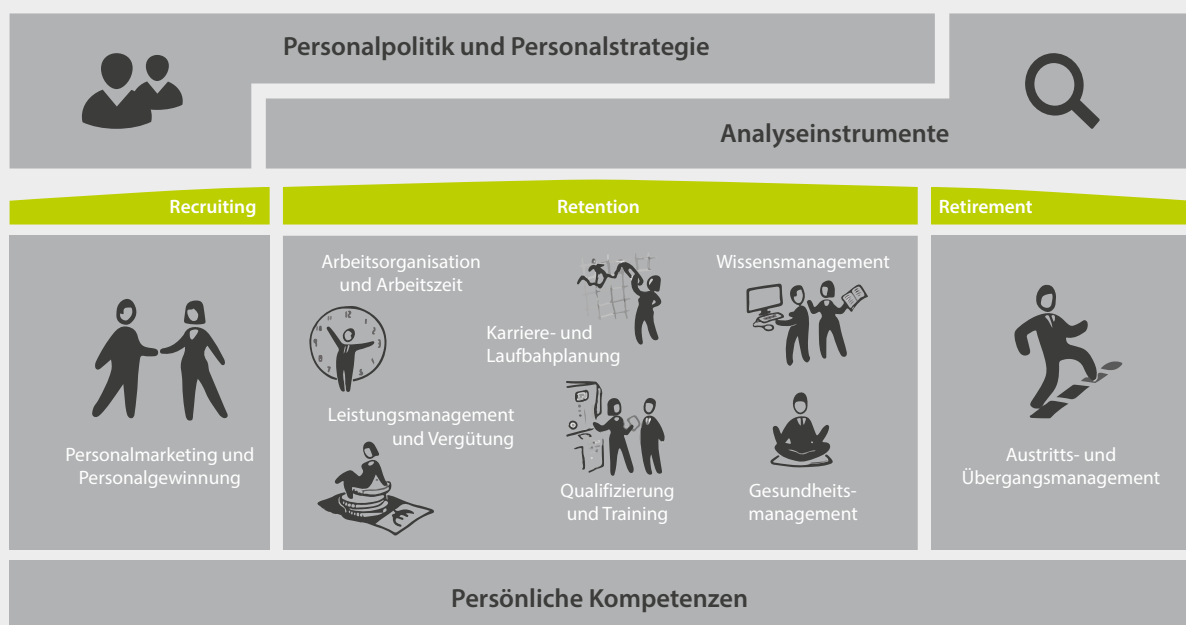 Personalpolitik und Personalstrategie
Analyseinstrumente
Recruiting
Retention
Retirement
Personalmarketing und
Personalgewinnung
Arbeitsorganisation
und Arbeitszeit
Karriere- und
Laufbahplanung
Wissensmanagement
Leistungsmanagement
und Vergütung
Qualifizierung
und Training
Gesundheits-
management
Austritts- und
Übergangsmanagement
Persönliche Kompetenzen